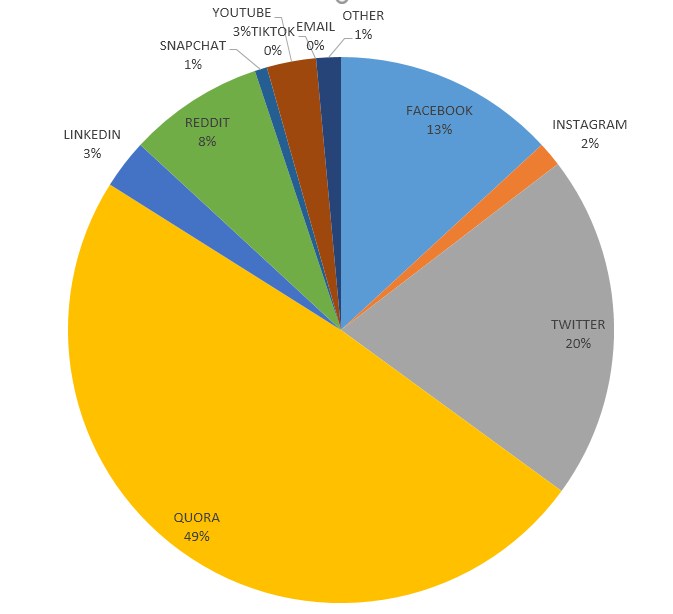 YOUTUBE
3%
TIKTOK
0%
EMAIL
0%
OTHER
1%
SNAPCHAT
1%
FACEBOOK
13%
INSTAGRAM
2%
REDDIT
8%
LINKEDIN
3%
TWITTER
20%
QUORA
49%